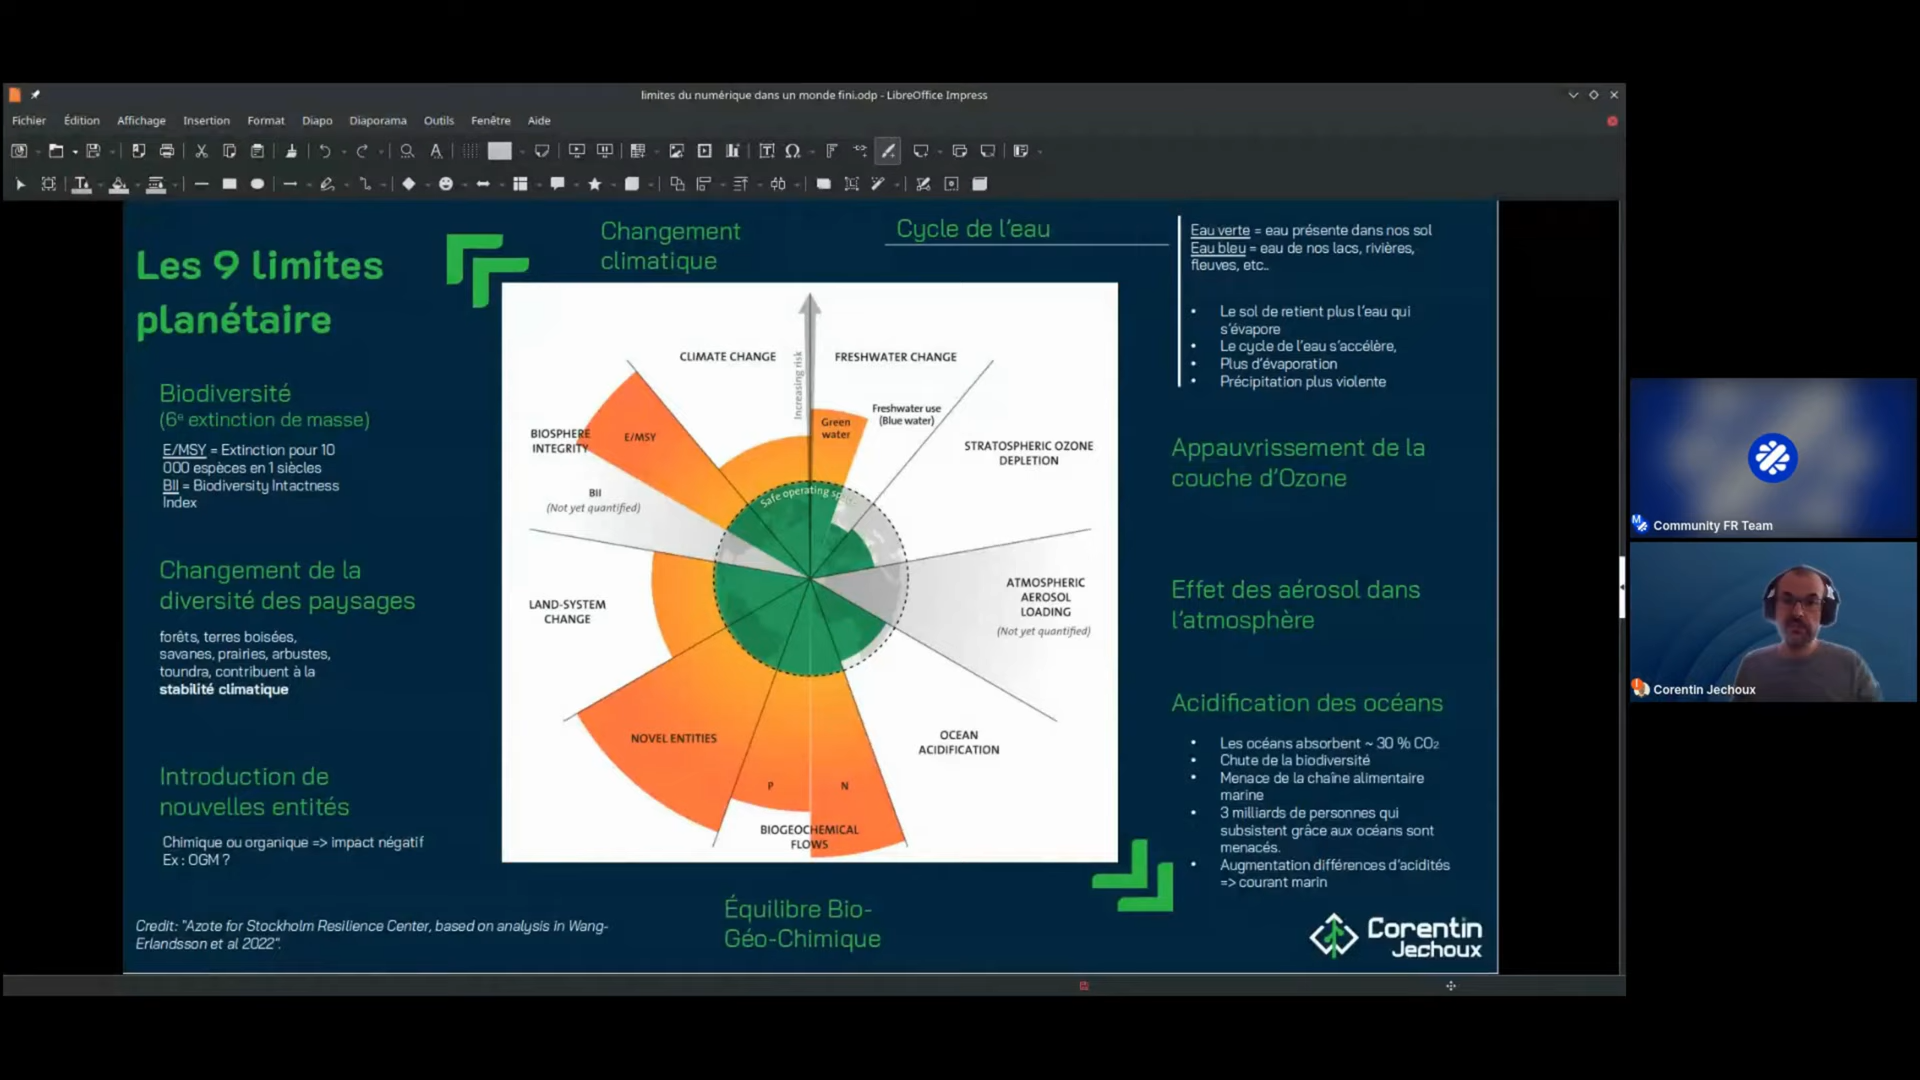 limites du numérique dans un monde fini.odp - LibreOffice Impress
Fichier Édition Affichage Insertion Format Diapo Diaporama Outils Fenêtre Aide
Les 9 limites
planétaire
Biodiversité
(6e extinction de masse)
E/MSY = Extinction pour 10
000 espèces en 1 siècles
BII = Biodiversity Intactness
Index
Changement de la
diversité des paysages
forêts, terres boisées,
savanes, prairies, arbustes,
toundra, contribuent à la
stabilité climatique
Introduction de
nouvelles entités
Chimique ou organique => impact négatif
Ex : OGM ?
Credit: "Azote for Stockholm Resilience Center, based on analysis in Wang-
Erlandsson et al 2022".
Changement
climatique
Cycle de l'eau
CLIMATE CHANGE
Increasing risk
FRESHWATER CHANGE
Green
water
Freshwater use
(Blue water)
BIOSPHERE
INTEGRITY
E/MSY
STRATOSPHERIC OZONE
DEPLETION
BII
(Not yet quantified)
Safe operating
ATMOSPHERIC
AEROSOL
LOADING
(Not yet quantified)
LAND-SYSTEM
CHANGE
NOVEL ENTITIES
OCEAN
ACIDIFICATION
P
N
BIOGEOCHEMICAL
FLOWS
Équilibre Bio-
Géo-Chimique
Eau verte = eau présente dans nos sol
Eau bleu = eau de nos lacs, rivières,
fleuves, etc..
• Le sol de retient plus l'eau qui
s'évapore
• Le cycle de l'eau s'accélère,
• Plus d'évaporation
• Précipitation plus violente
Appauvrissement de la
couche d'Ozone
Effet des aérosol dans
l'atmosphère
Acidification des océans
• Les océans absorbent ~ 30 % CO₂
• Chute de la biodiversité
• Menace de la chaîne alimentaire
marine
• 3 milliards de personnes qui
subsistent grâce aux océans sont
menacés.
• Augmentation différences d'acidités
=> courant marin
Corentin
Jechoux
Community FR Team
Corentin Jechoux